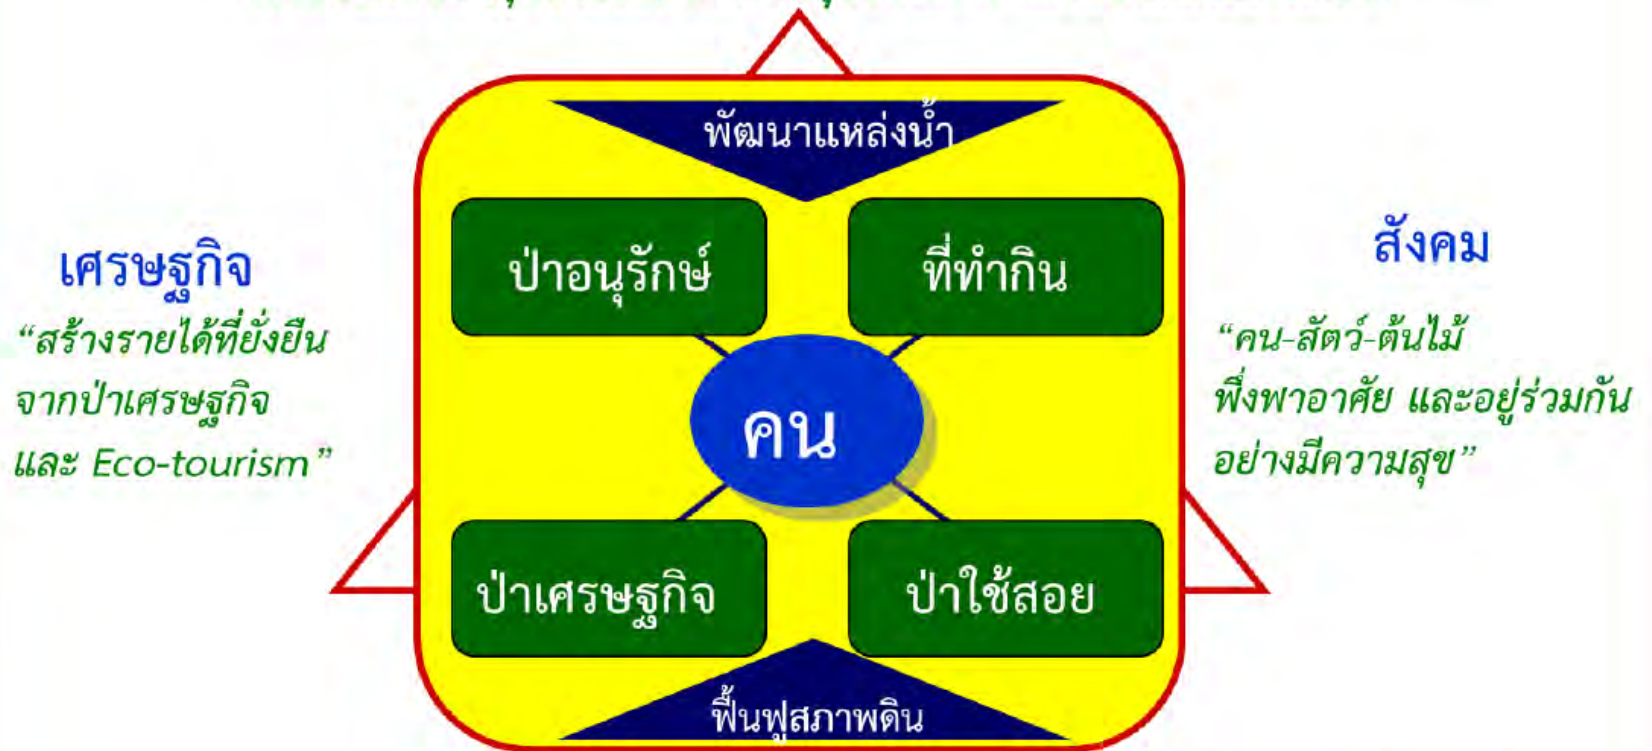 พัฒนาแหล่งน้ำ
ป่าอนุรักษ์
ที่ทำกิน
เศรษฐกิจ
“สร้างรายได้ที่ยั่งยืน
จากป่าเศรษฐกิจ
และ Eco-tourism”
คน
สังคม
“คน-สัตว์-ต้นไม้
พึ่งพาอาศัย และอยู่ร่วมกัน
อย่างมีความสุข”
ป่าเศรษฐกิจ
ป่าใช้สอย
ฟื้นฟูสภาพดิน